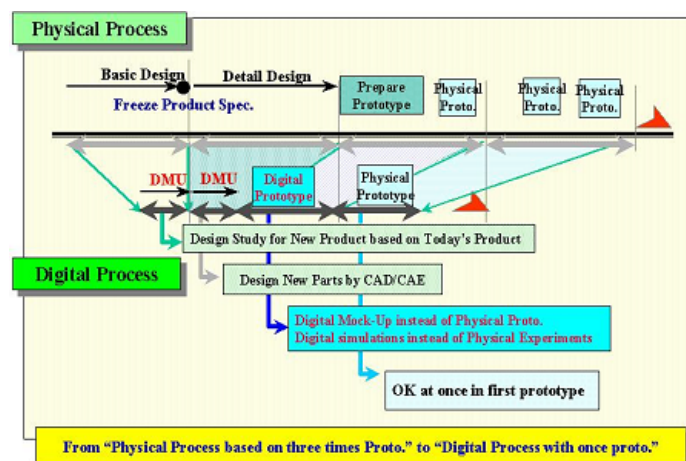 Physical Process
Basic Design
Detail Design
Freeze Product Spec.
Prepare
Prototype
Physical
Proto.
Physical
Proto.
Physical
Proto.
DMU
DMU
Digital
Prototype
Physical
Prototype
Design Study for New Product based on Today's Product
Digital Process
Design New Parts by CAD/CAE
Digital Mock-Up instead of Physical Proto.
Digital simulations instead of Physical Experiments
OK at once in first prototype
From “Physical Process based on three times Proto.” to “Digital Process with once proto.”